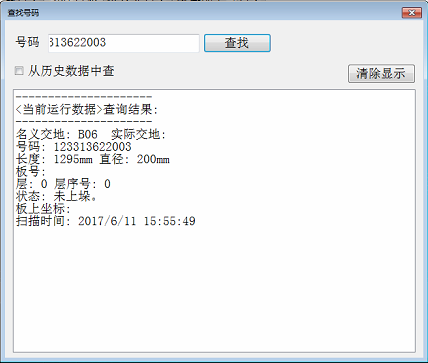 查找号码
号码 313622003 查找
从历史数据中查
清除显示
----------------------
<当前运行数据>查询结果:
----------------------
名义交地: B06 实际交地:
号码: 123313622003
长度: 1295mm 直径: 200mm
板号:
层: 0 层序号: 0
状态: 未上垛。
板上坐标:
扫描时间: 2017/6/11 15:55:49